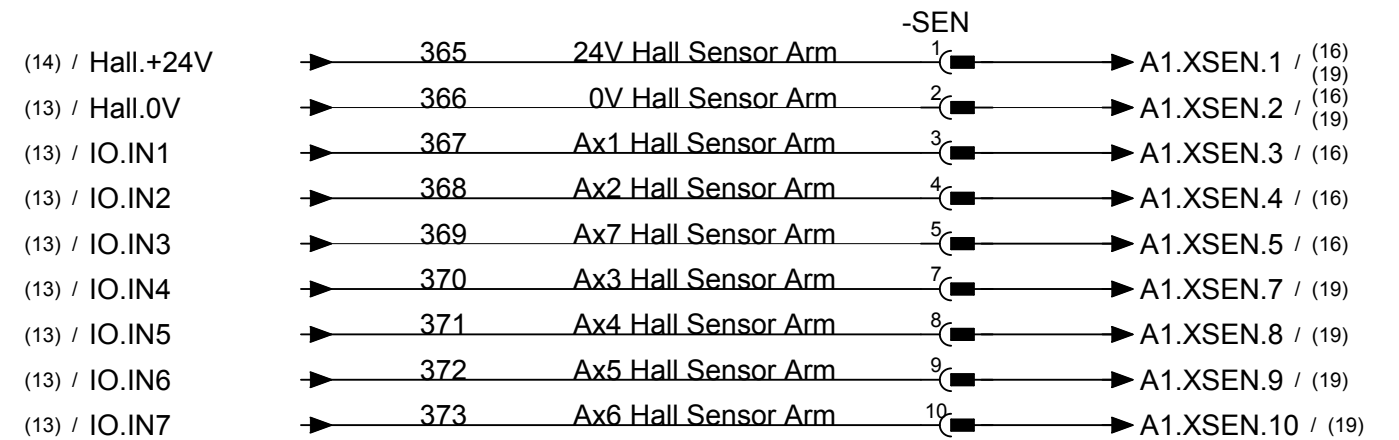 -SEN
(14) / Hall.+24V 365 24V Hall Sensor Arm 1 A1.XSEN.1 / (16) (19)
(13) / Hall.0V 366 0V Hall Sensor Arm 2 A1.XSEN.2 / (16) (19)
(13) / IO.IN1 367 Ax1 Hall Sensor Arm 3 A1.XSEN.3 / (16)
(13) / IO.IN2 368 Ax2 Hall Sensor Arm 4 A1.XSEN.4 / (16)
(13) / IO.IN3 369 Ax7 Hall Sensor Arm 5 A1.XSEN.5 / (16)
(13) / IO.IN4 370 Ax3 Hall Sensor Arm 7 A1.XSEN.7 / (19)
(13) / IO.IN5 371 Ax4 Hall Sensor Arm 8 A1.XSEN.8 / (19)
(13) / IO.IN6 372 Ax5 Hall Sensor Arm 9 A1.XSEN.9 / (19)
(13) / IO.IN7 373 Ax6 Hall Sensor Arm 10 A1.XSEN.10 / (19)